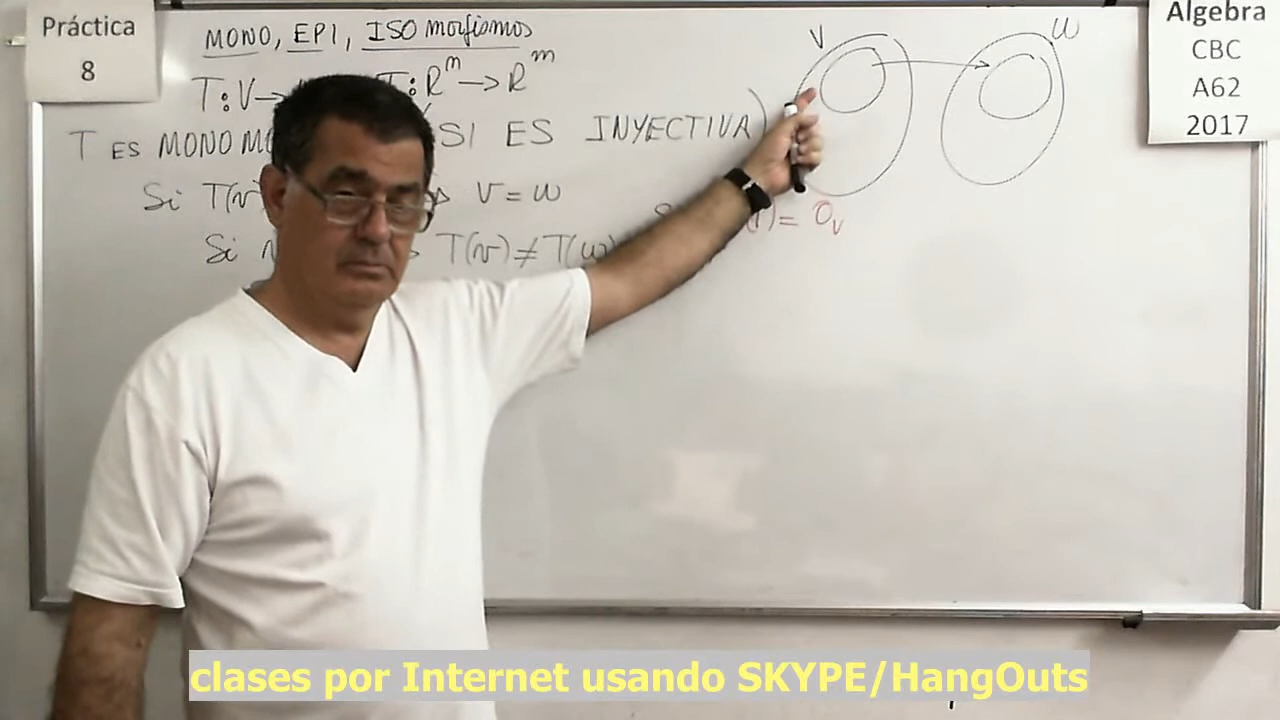 Práctica
8
MONO, EPI, ISO morfismos
T: V→
T: R^m → R^m
T ES MONOMO
SI ES INYECTIVA)
Si T(v
V = w
Si
T(v) ≠ T(w)
= 0_V
V
W
Algebra
CBC
A62
2017
clases por Internet usando SKYPE/HangOuts